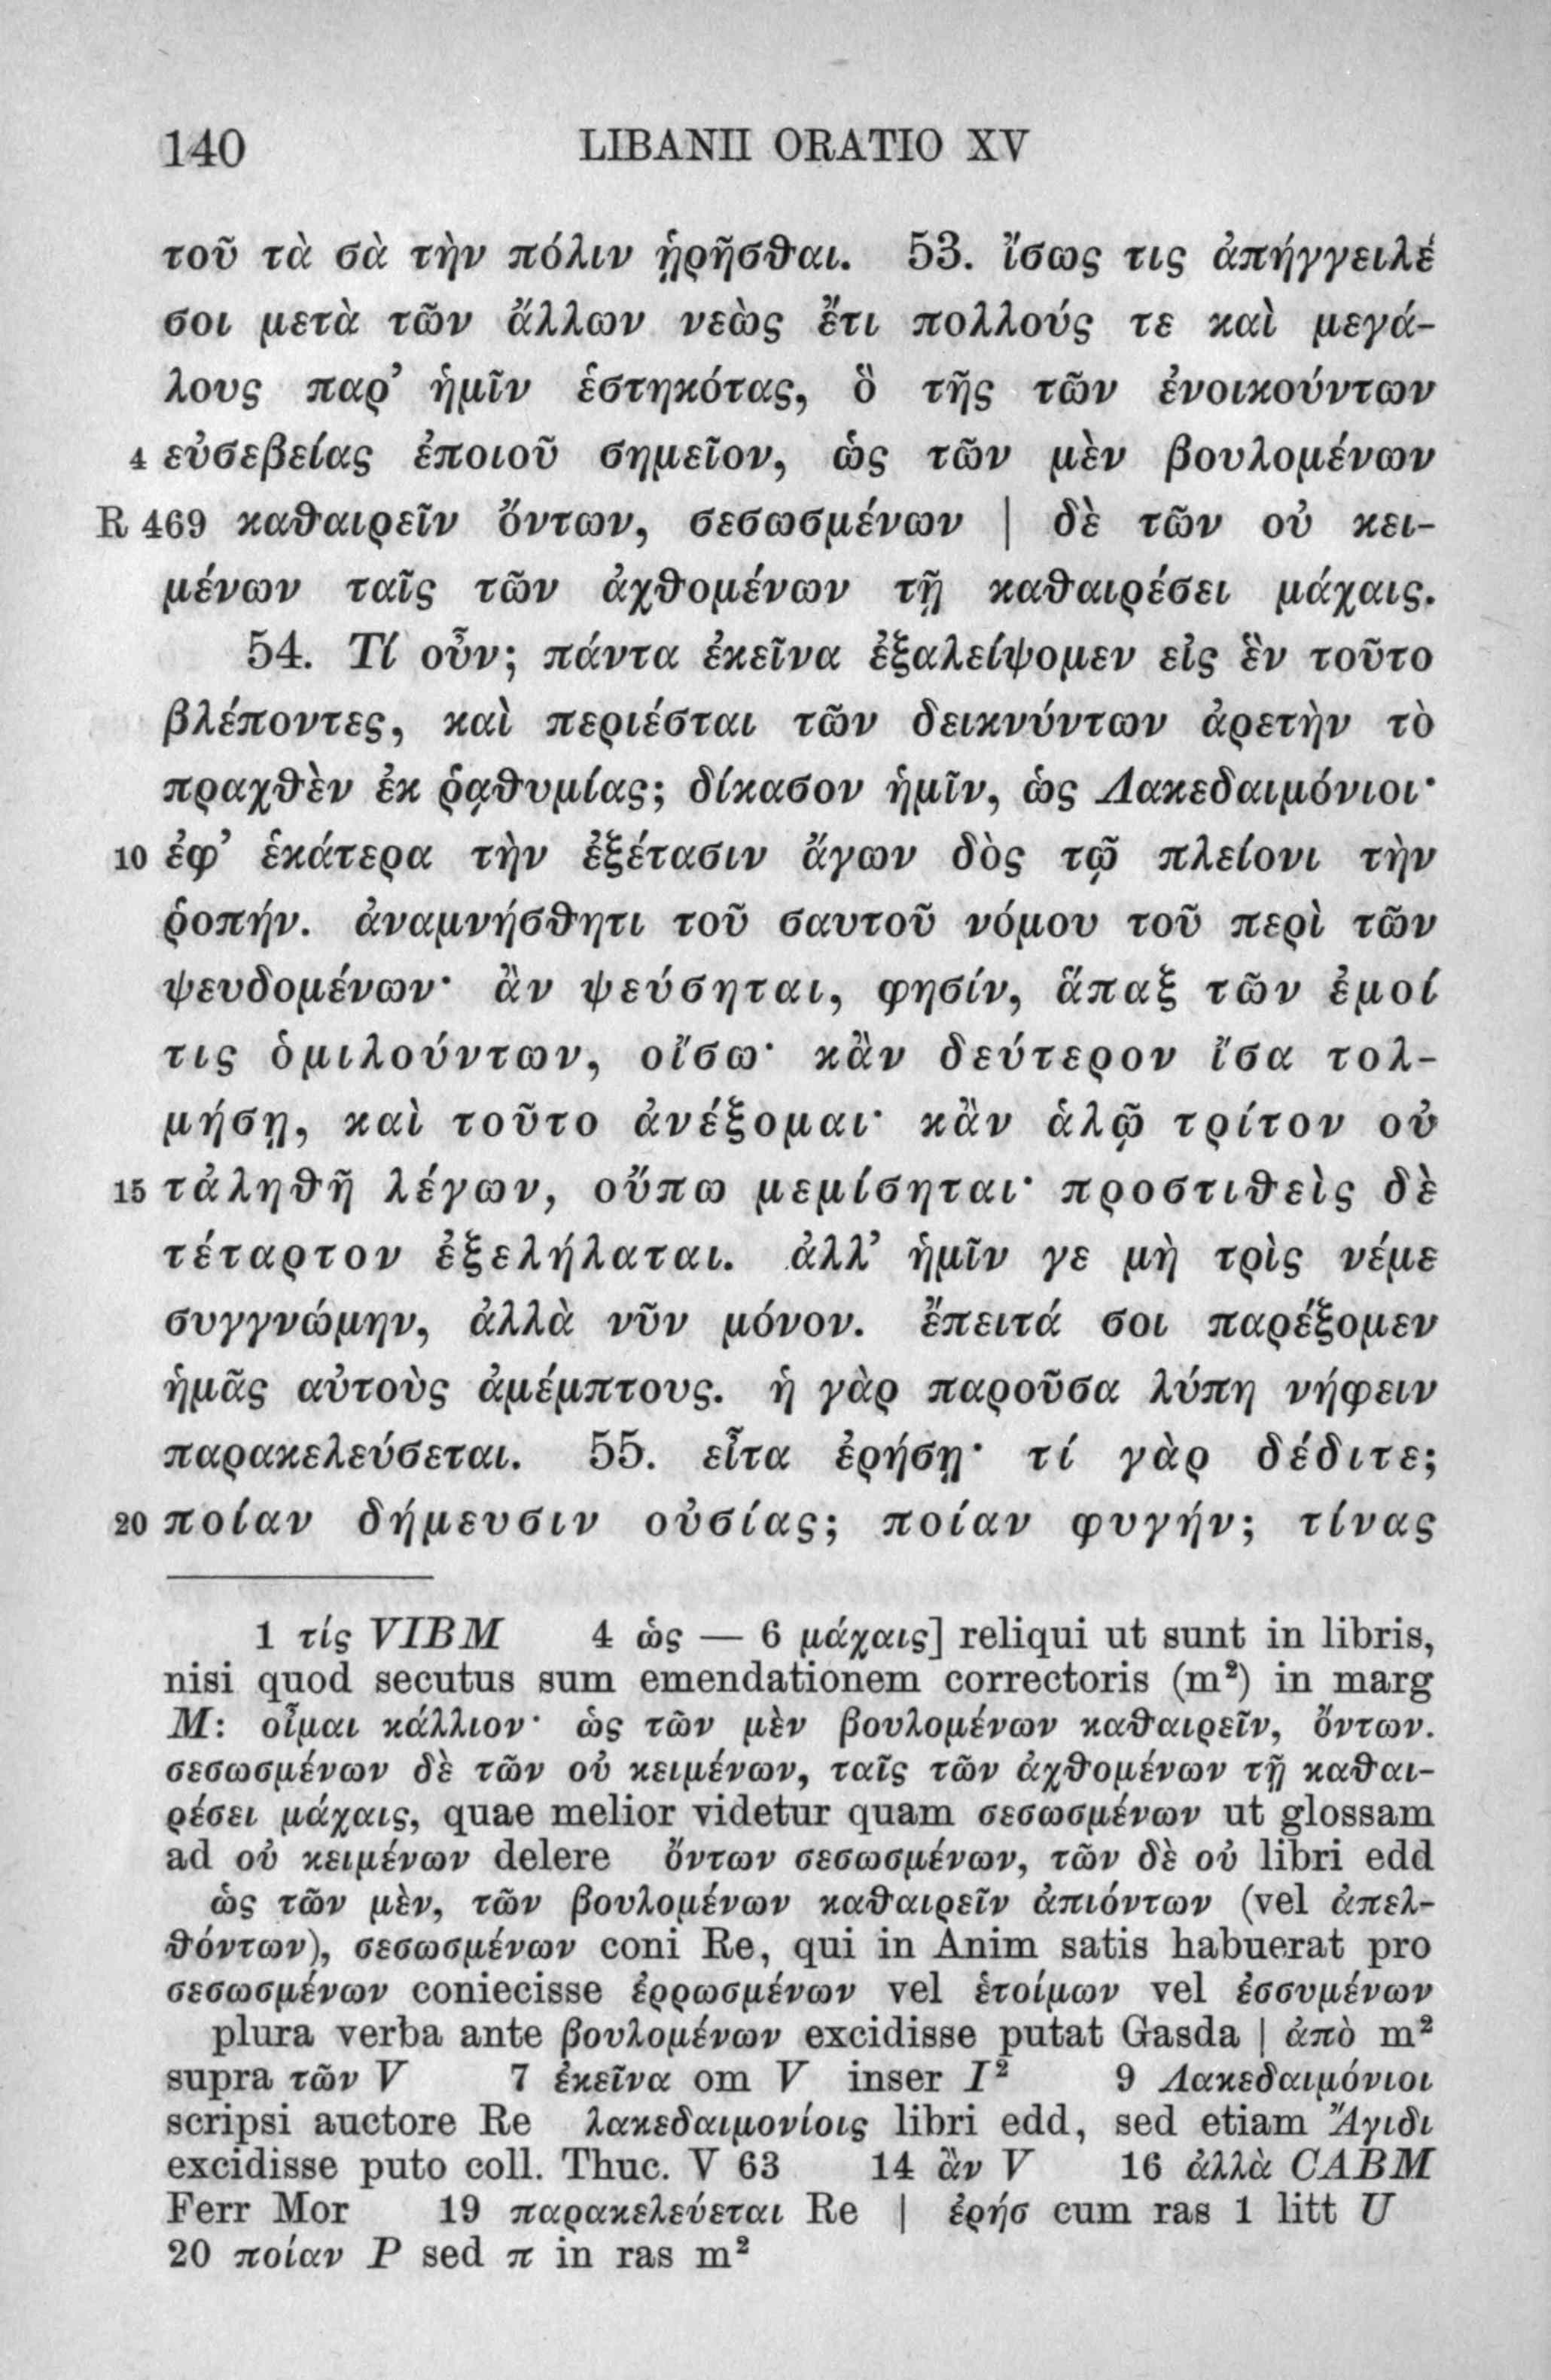 140 LIBANII ORATIO XV
τοῦ τὰ σὰ τὴν πόλιν ᾑρῆσθαι. 53. ἴσως τις ἀπήγγειλέ
σοι μετὰ τῶν ἄλλων νεὼς ἔτι πολλούς τε καὶ μεγά-
λους παρ’ ἡμῖν ἑστηκότας, ὃ τῆς τῶν ἐνοικούντων
4 εὐσεβείας ἐποιοῦ σημεῖον, ὡς τῶν μὲν βουλομένων
R 469 καθαιρεῖν ὄντων, σεσωσμένων | δὲ τῶν οὐ κει-
μένων ταῖς τῶν ἀχθομένων τῇ καθαιρέσει μάχαις.
54. Τί οὖν; πάντα ἐκεῖνα ἐξαλείψομεν εἰς ἓν τοῦτο
βλέποντες, καὶ περιέσται τῶν δεικνύντων ἀρετὴν τὸ
πραχθὲν ἐκ ῥᾳθυμίας; δίκασον ἡμῖν, ὡς Λακεδαιμόνιοι·
10 ἐφ’ ἑκάτερα τὴν ἐξέτασιν ἄγων δὸς τῷ πλείονι τὴν
ῥοπήν. ἀναμνήσθητι τοῦ σαυτοῦ νόμου τοῦ περὶ τῶν
ψευδομένων· ἂν ψεύσηται, φησίν, ἅπαξ τῶν ἐμοί
τις ὁμιλούντων, οἴσω· κἂν δεύτερον ἴσα τολ-
μήσῃ, καὶ τοῦτο ἀνέξομαι· κἂν ἁλῷ τρίτον οὐ
15 τἀληθῆ λέγων, οὔπω μεμίσηται· προστιθεὶς δὲ
τέταρτον ἐξελήλαται. ἀλλ’ ἡμῖν γε μὴ τρὶς νέμε
συγγνώμην, ἀλλὰ νῦν μόνον. ἔπειτά σοι παρέξομεν
ἡμᾶς αὐτοὺς ἀμέμπτους. ἡ γὰρ παροῦσα λύπη νήφειν
παρακελεύσεται. 55. εἶτα ἐρήσῃ· τί γὰρ δέδιτε;
20 ποίαν δήμευσιν οὐσίας; ποίαν φυγήν; τίνας
1 τίς VIBM 4 ὡς — 6 μάχαις] reliqui ut sunt in libris,
nisi quod secutus sum emendationem correctoris (m²) in marg
M: οἶμαι κάλλιον· ὡς τῶν μὲν βουλομένων καθαιρεῖν, ὄντων.
σεσωσμένων δὲ τῶν οὐ κειμένων, ταῖς τῶν ἀχθομένων τῇ καθαι-
ρέσει μάχαις, quae melior videtur quam σεσωσμένων ut glossam
ad οὐ κειμένων delere ὄντων σεσωσμένων, τῶν δὲ οὐ libri edd
ὡς τῶν μὲν, τῶν βουλομένων καθαιρεῖν ἀπιόντων (vel ἀπελ-
θόντων), σεσωσμένων coni Re, qui in Anim satis habuerat pro
σεσωσμένων coniecisse ἐρρωσμένων vel ἑτοίμων vel ἐσσυμένων
plura verba ante βουλομένων excidisse putat Gasda | ἀπὸ m²
supra τῶν V 7 ἐκεῖνα om V inser I² 9 Λακεδαιμόνιοι
scripsi auctore Re λακεδαιμονίοις libri edd, sed etiam Ἄγιδι
excidisse puto coll. Thuc. V 63 14 ἂν V 16 ἀλλὰ CABM
Ferr Mor 19 παρακελεύεται Re | ἐρήσ cum ras 1 litt U
20 ποίαν P sed π in ras m²